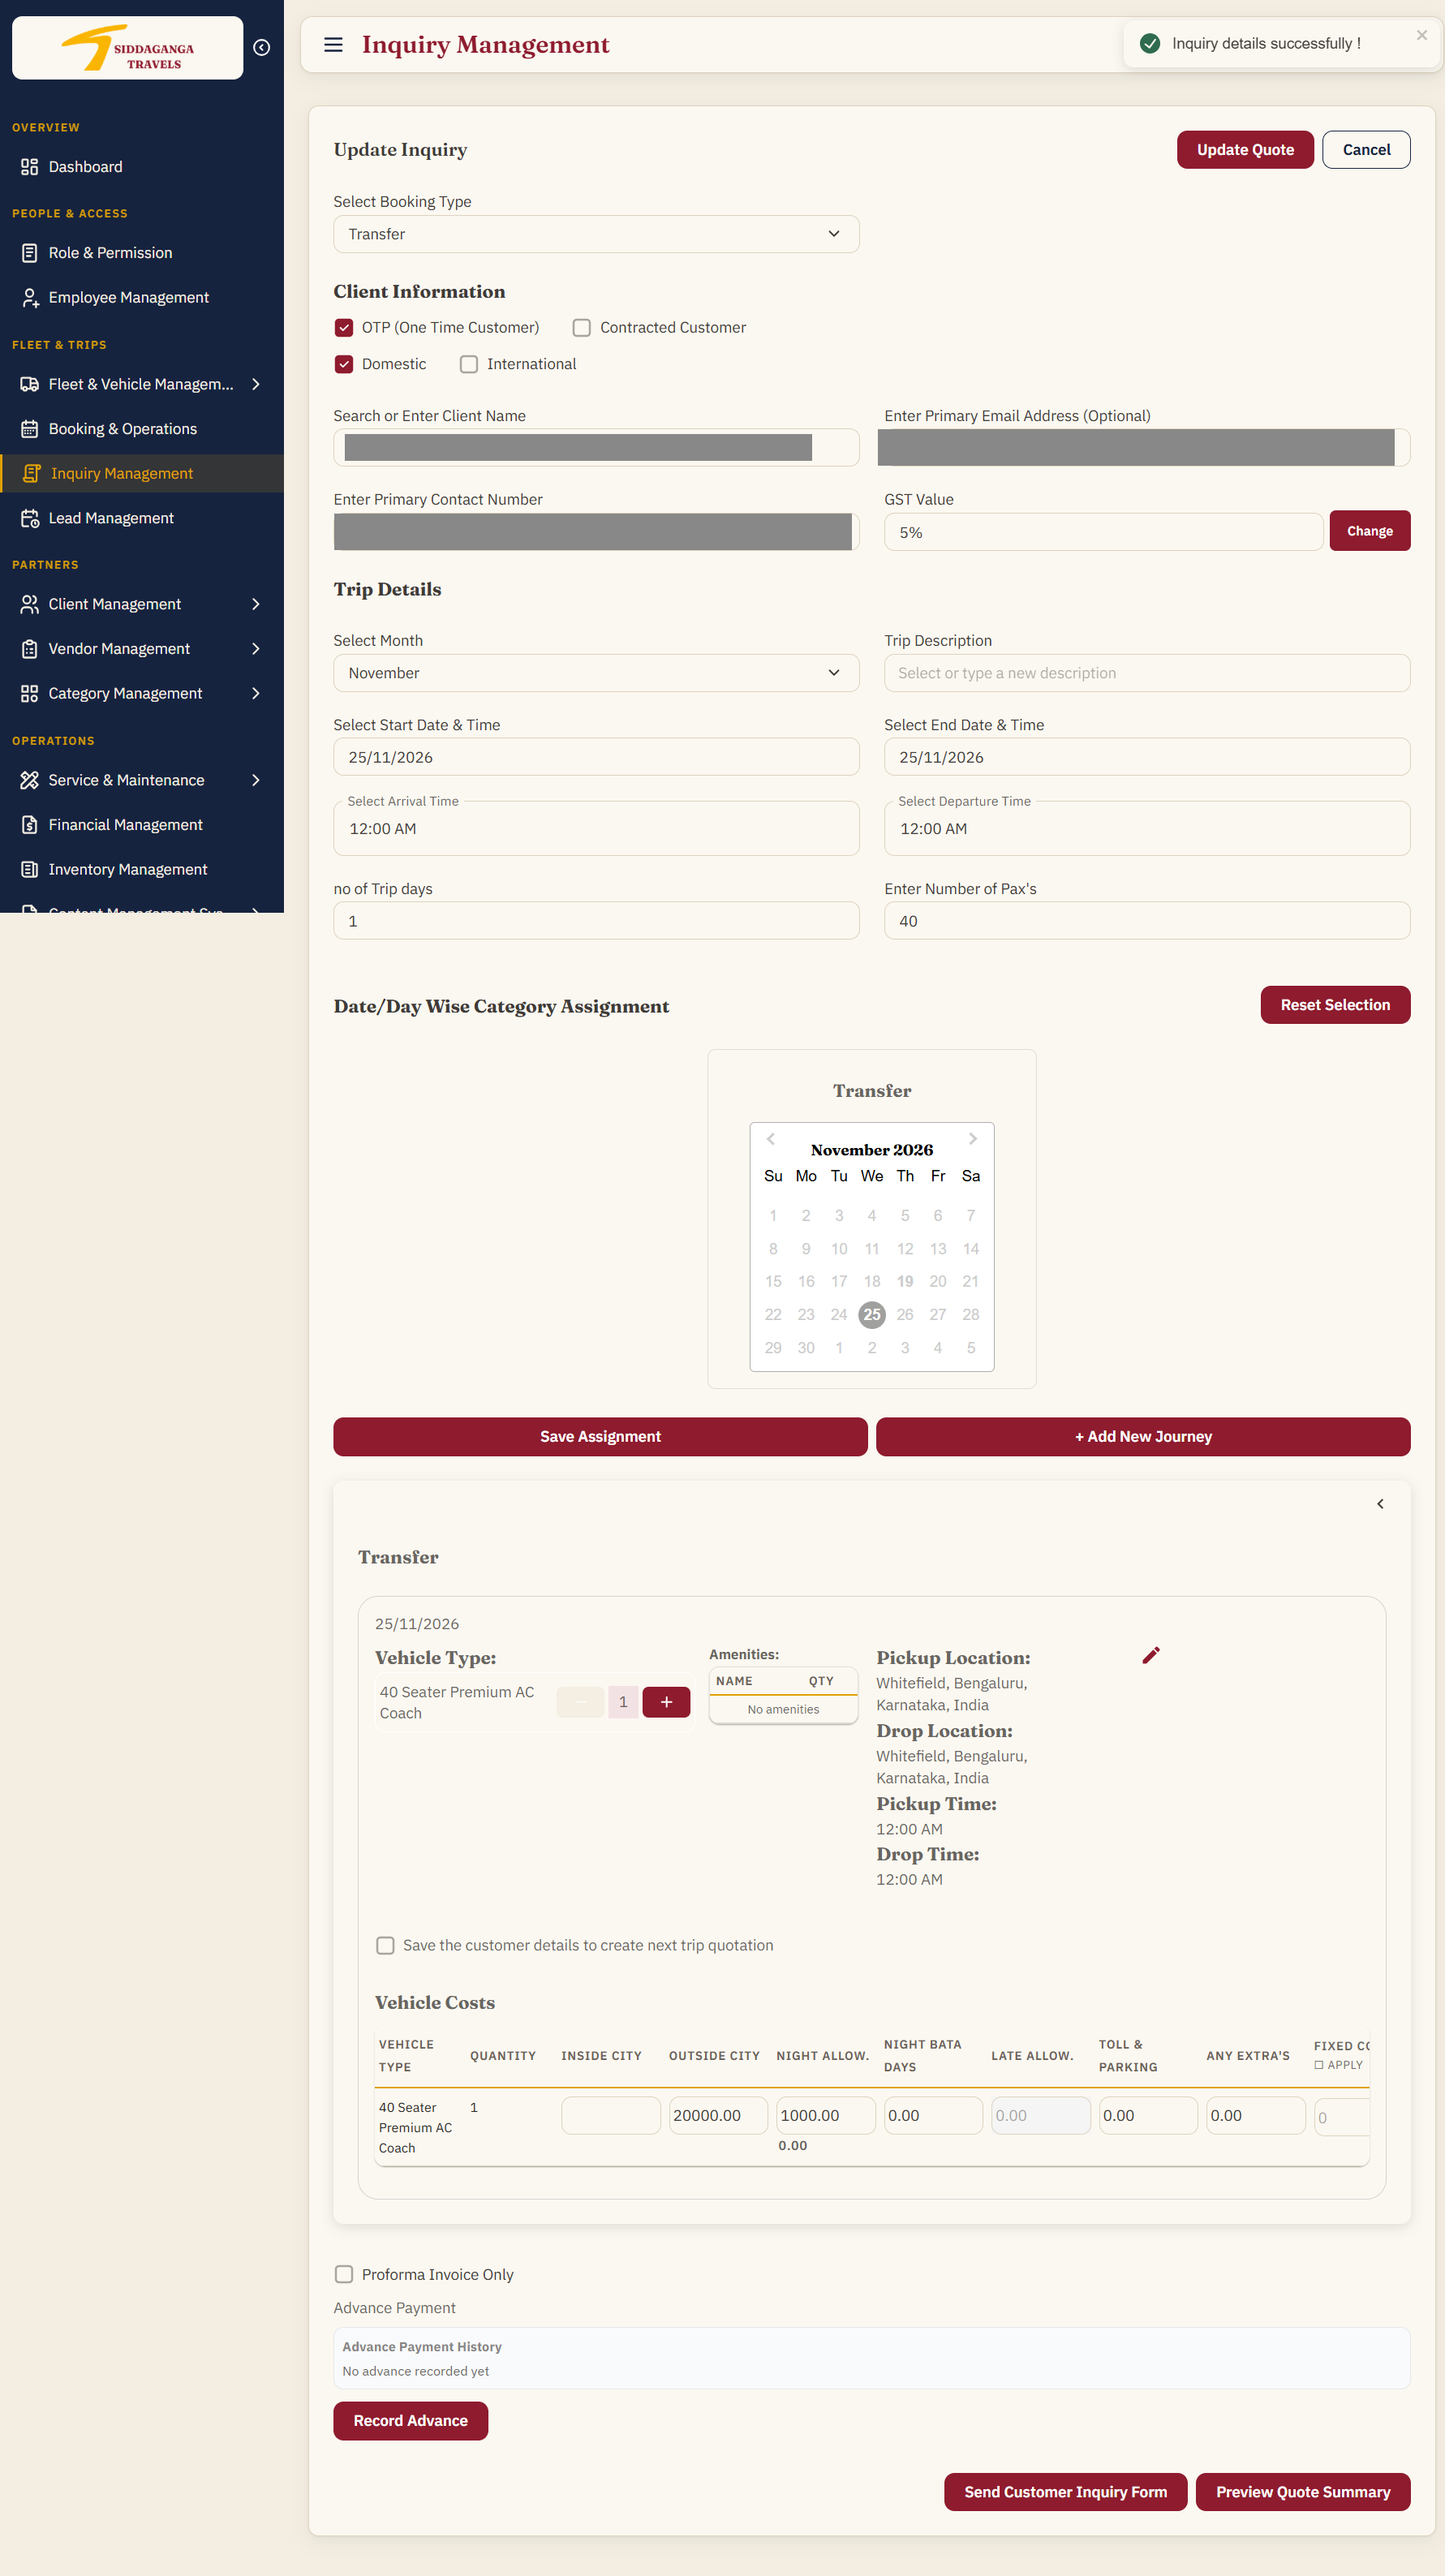 SIDDAGANGA
TRAVELS
Inquiry Management
Inquiry details successfully !
OVERVIEW
Dashboard
PEOPLE & ACCESS
Role & Permission
Employee Management
FLEET & TRIPS
Fleet & Vehicle Managem...
Booking & Operations
Inquiry Management
Lead Management
PARTNERS
Client Management
Vendor Management
Category Management
OPERATIONS
Service & Maintenance
Financial Management
Inventory Management
Content Management Sys...
Update Inquiry
Update Quote
Cancel
Select Booking Type
Transfer
Client Information
OTP (One Time Customer)
Contracted Customer
Domestic
International
Search or Enter Client Name
Enter Primary Email Address (Optional)
Enter Primary Contact Number
GST Value
5%
Change
Trip Details
Select Month
Trip Description
November
Select or type a new description
Select Start Date & Time
Select End Date & Time
25/11/2026
25/11/2026
Select Arrival Time
Select Departure Time
12:00 AM
12:00 AM
no of Trip days
Enter Number of Pax's
1
40
Date/Day Wise Category Assignment
Reset Selection
Transfer
November 2026
Su Mo Tu We Th Fr Sa
1 2 3 4 5 6 7
8 9 10 11 12 13 14
15 16 17 18 19 20 21
22 23 24 25 26 27 28
29 30 1 2 3 4 5
Save Assignment
+ Add New Journey
Transfer
25/11/2026
Vehicle Type:
40 Seater Premium AC
Coach
1
+
Amenities:
NAME QTY
No amenities
Pickup Location:
Whitefield, Bengaluru,
Karnataka, India
Drop Location:
Whitefield, Bengaluru,
Karnataka, India
Pickup Time:
12:00 AM
Drop Time:
12:00 AM
Save the customer details to create next trip quotation
Vehicle Costs
VEHICLE
TYPE
QUANTITY
INSIDE CITY
OUTSIDE CITY
NIGHT ALLOW.
NIGHT BATA
DAYS
LATE ALLOW.
TOLL &
PARKING
ANY EXTRA'S
FIXED CO
APPLY
40 Seater
Premium AC
Coach
1
20000.00
1000.00
0.00
0.00
0.00
0.00
0.00
0
Proforma Invoice Only
Advance Payment
Advance Payment History
No advance recorded yet
Record Advance
Send Customer Inquiry Form
Preview Quote Summary